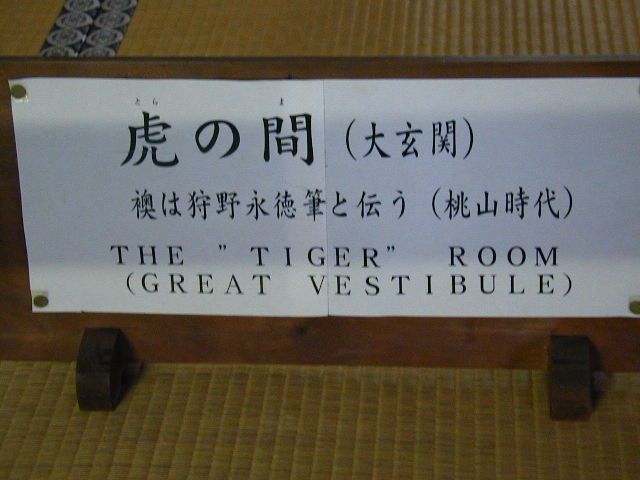 とら ま
虎の間（大玄関）
襖は狩野永徳筆と伝う（桃山時代）
THE ”TIGER” ROOM
(GREAT VESTIBULE)